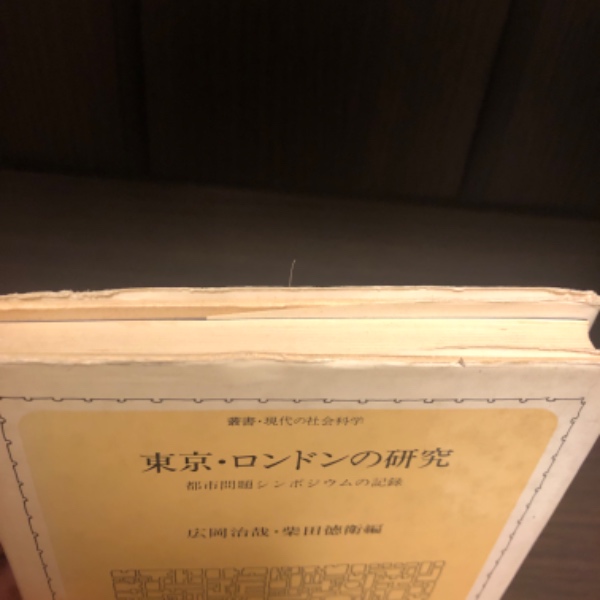 叢書・現代の社会科学
東京・ロンドンの研究
都市問題シンポジウムの記録
広岡治哉・柴田徳衛編